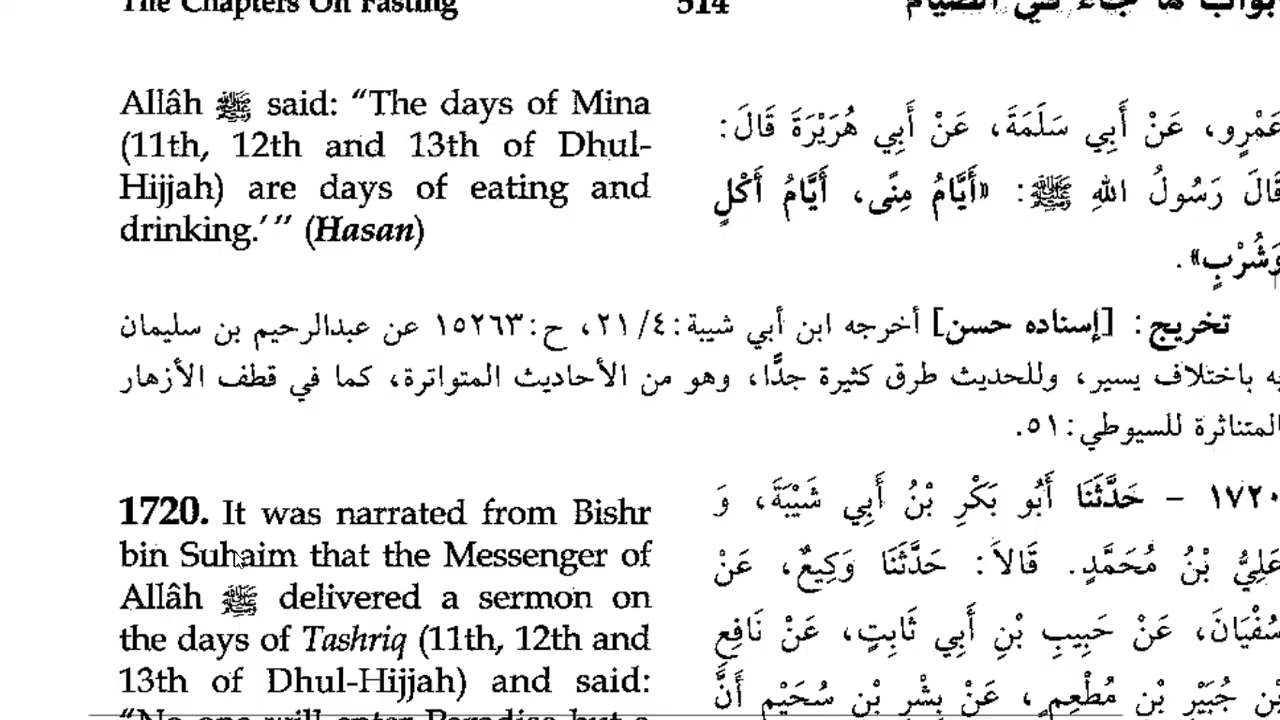 The Chapters On Fasting
514
أبواب ما جاء في الصيام
Allâh ﷺ said: “The days of Mina
(11th, 12th and 13th of Dhul-
Hijjah) are days of eating and
drinking.’” (Hasan)
عَمْرٍو، عَنْ أَبِي سَلَمَةَ، عَنْ أَبِي هُرَيْرَةَ قَالَ:
قَالَ رَسُولُ اللهِ ﷺ: «أَيَّامُ مِنًى، أَيَّامُ أَكْلٍ
وَشُرْبٍ».
تخريج: [إسناده حسن] أخرجه ابن أبي شيبة:٢١/٤، ح:١٥٢٦٣ عن عبدالرحيم بن سليمان
به باختلاف يسير، وللحديث طرق كثيرة جدًّا، وهو من الأحاديث المتواترة، كما في قطف الأزهار
المتناثرة للسيوطي:٥١.
1720. It was narrated from Bishr
bin Suhaim that the Messenger of
Allâh ﷺ delivered a sermon on
the days of Tashriq (11th, 12th and
13th of Dhul-Hijjah) and said:
“No one will enter Paradise but a
١٧٢٠ - حَدَّثَنَا أَبُو بَكْرِ بْنُ أَبِي شَيْبَةَ، وَ
عَلِيُّ بْنُ مُحَمَّدٍ. قَالاَ: حَدَّثَنَا وَكِيعٌ، عَنْ
سُفْيَانَ، عَنْ حَبِيبِ بْنِ أَبِي ثَابِتٍ، عَنْ نَافِعِ
بْنِ جُبَيْرِ بْنِ مُطْعِمٍ، عَنْ بِشْرِ بْنِ سُحَيْمٍ أَنَّ